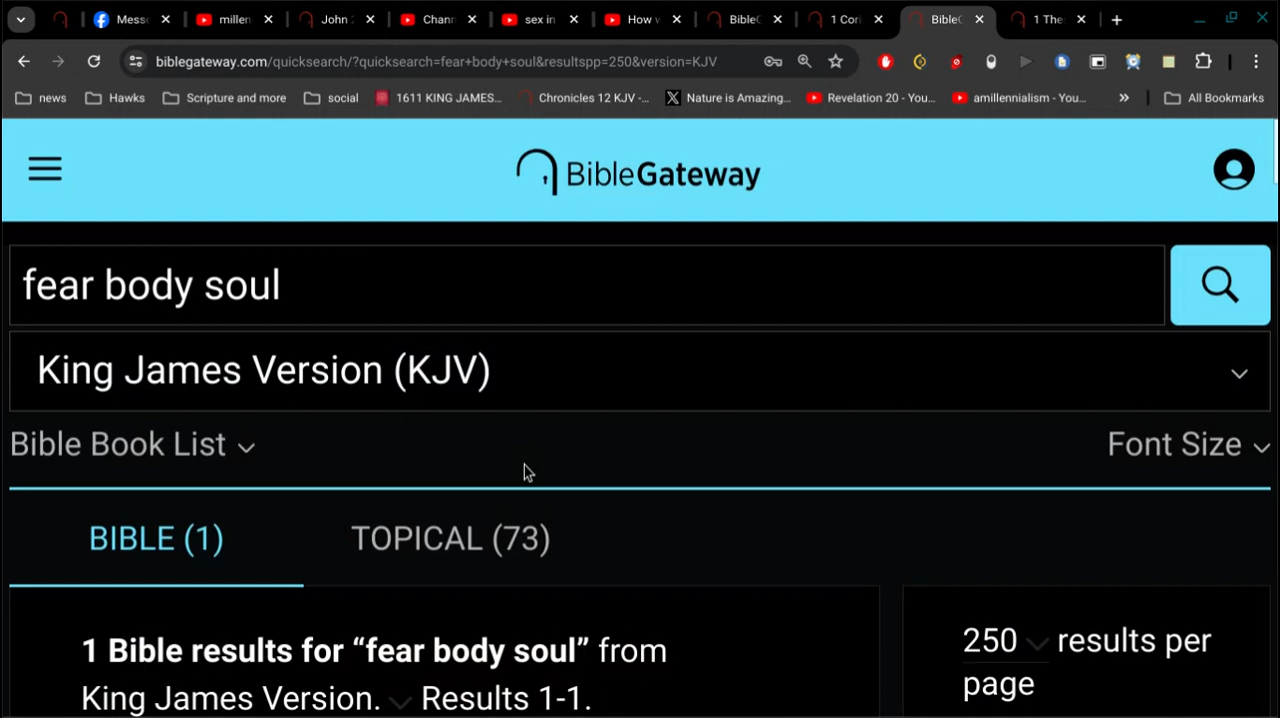 Mess
millen
John
Chann
sex in
How
Bible
1 Cori
Bible
1 The
biblegateway.com/quicksearch/?quicksearch=fear+body+soul&resultspp=250&version=KJV
news
Hawks
Scripture and more
social
1611 KING JAMES...
Chronicles 12 KJV -...
Nature is Amazing...
Revelation 20 - You...
amillennialism - You...
»
All Bookmarks
BibleGateway
fear body soul
King James Version (KJV)
Bible Book List
Font Size
BIBLE (1)
TOPICAL (73)
1 Bible results for “fear body soul” from
King James Version. Results 1-1.
250 results per
page